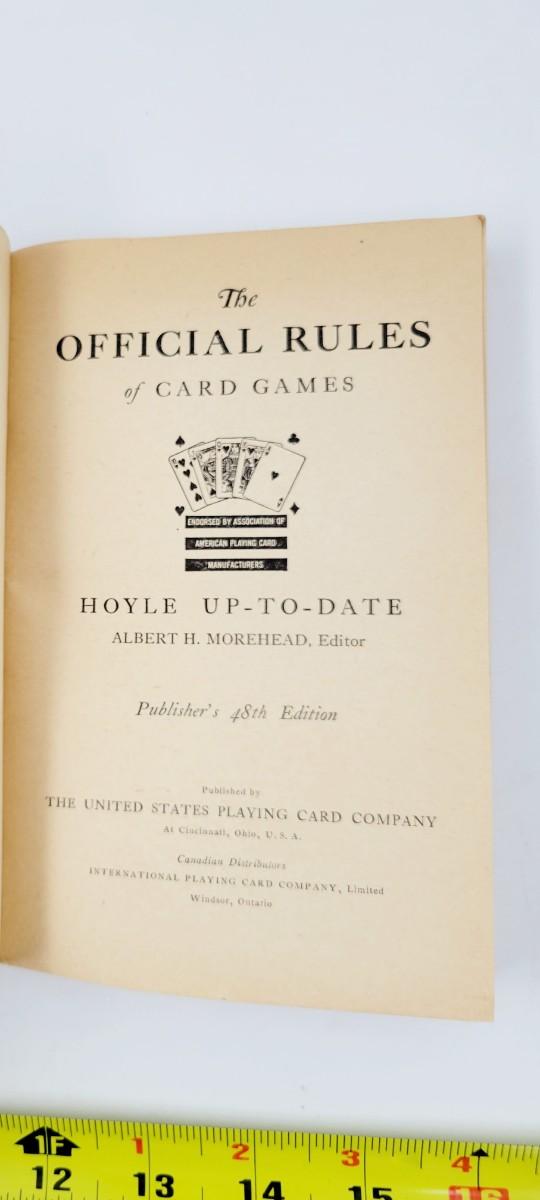 The
OFFICIAL RULES
of CARD GAMES
ENDORSED BY ASSOCIATION OF
AMERICAN PLAYING CARD
MANUFACTURERS
HOYLE UP-TO-DATE
ALBERT H. MOREHEAD, Editor
Publisher's 48th Edition
Published by
THE UNITED STATES PLAYING CARD COMPANY
At Cincinnati, Ohio, U. S. A.
Canadian Distributors
INTERNATIONAL PLAYING CARD COMPANY, Limited
Windsor, Ontario
1F 1 2 3 4
12 13 14 15 16